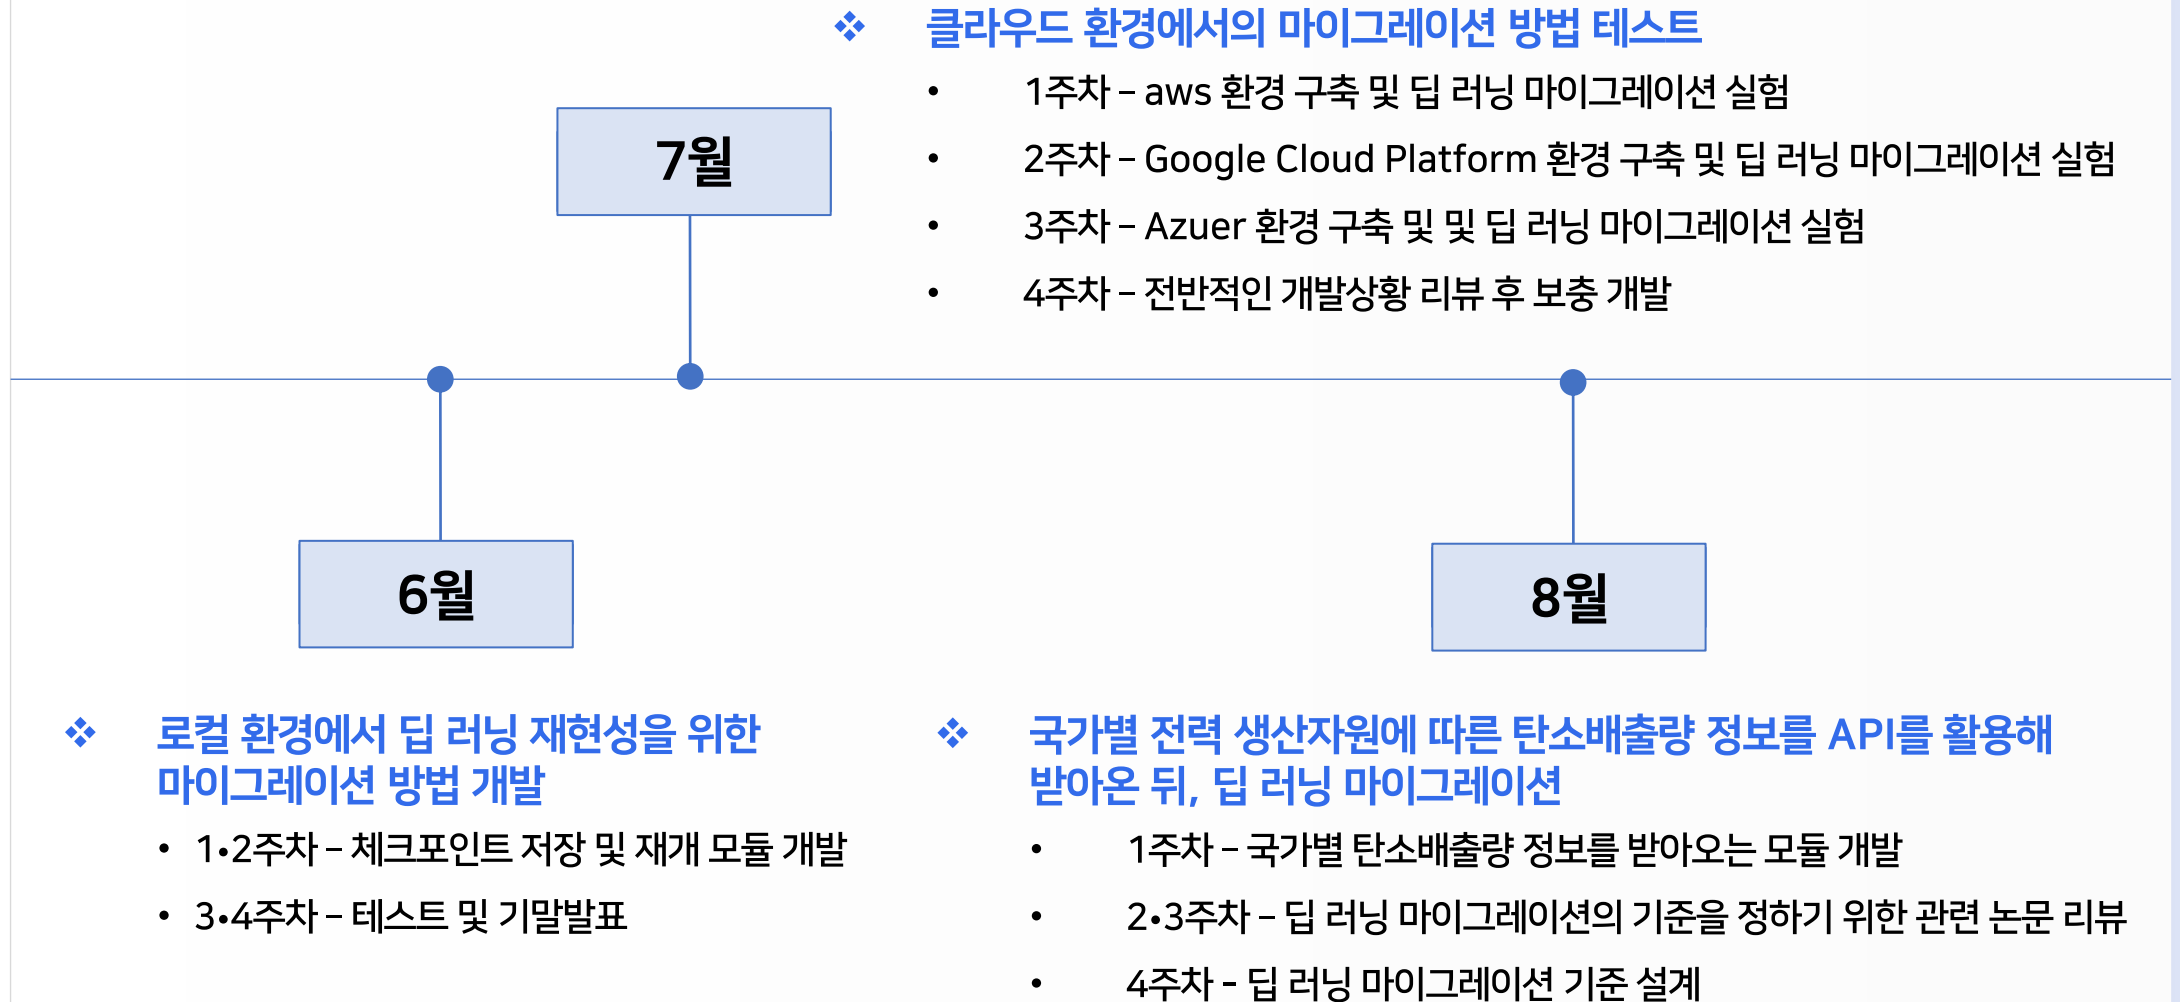 ❖ 클라우드 환경에서의 마이그레이션 방법 테스트
• 1주차 – aws 환경 구축 및 딥 러닝 마이그레이션 실험
• 2주차 – Google Cloud Platform 환경 구축 및 딥 러닝 마이그레이션 실험
• 3주차 – Azuer 환경 구축 및 및 딥 러닝 마이그레이션 실험
• 4주차 – 전반적인 개발상황 리뷰 후 보충 개발
7월
6월
8월
❖ 로컬 환경에서 딥 러닝 재현성을 위한
마이그레이션 방법 개발
• 1•2주차 – 체크포인트 저장 및 재개 모듈 개발
• 3•4주차 – 테스트 및 기말발표
❖ 국가별 전력 생산자원에 따른 탄소배출량 정보를 API를 활용해
받아온 뒤, 딥 러닝 마이그레이션
• 1주차 – 국가별 탄소배출량 정보를 받아오는 모듈 개발
• 2•3주차 – 딥 러닝 마이그레이션의 기준을 정하기 위한 관련 논문 리뷰
• 4주차 - 딥 러닝 마이그레이션 기준 설계